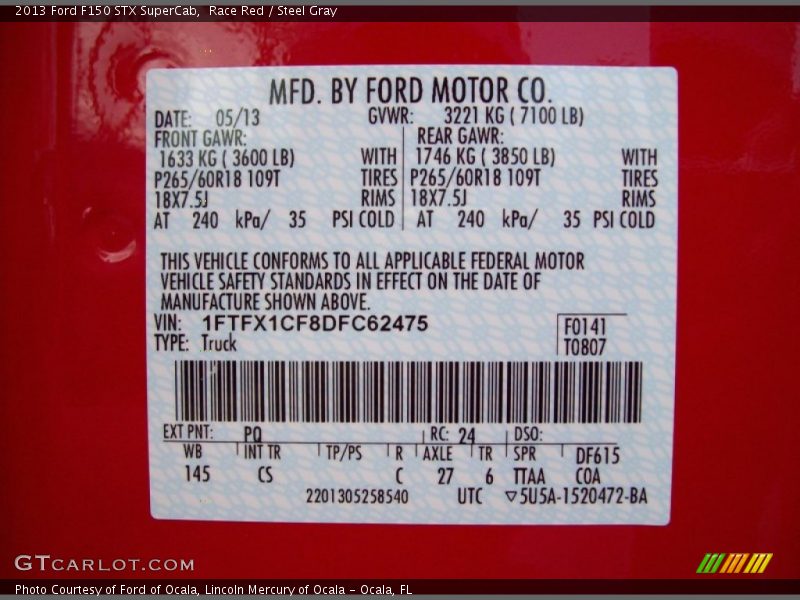 2013 Ford F150 STX SuperCab,  Race Red / Steel Gray
MFD. BY FORD MOTOR CO.
DATE: 05/13 GVWR: 3221 KG ( 7100 LB)
FRONT GAWR: REAR GAWR:
1633 KG ( 3600 LB) WITH 1746 KG ( 3850 LB) WITH
P265/60R18 109T TIRES P265/60R18 109T TIRES
18X7.5J RIMS 18X7.5J RIMS
AT 240 kPa/ 35 PSI COLD AT 240 kPa/ 35 PSI COLD
THIS VEHICLE CONFORMS TO ALL APPLICABLE FEDERAL MOTOR
VEHICLE SAFETY STANDARDS IN EFFECT ON THE DATE OF
MANUFACTURE SHOWN ABOVE.
VIN: 1FTFX1CF8DFC62475 F0141
TYPE: Truck T0807
EXT PNT: PQ RC: 24 DSO:
WB INT TR TP/PS R AXLE TR SPR DF615
145 CS C 27 6 TTAA COA
2201305258540 UTC ▽5U5A-1520472-BA
GTCARLOT.COM
Photo Courtesy of Ford of Ocala, Lincoln Mercury of Ocala - Ocala, FL